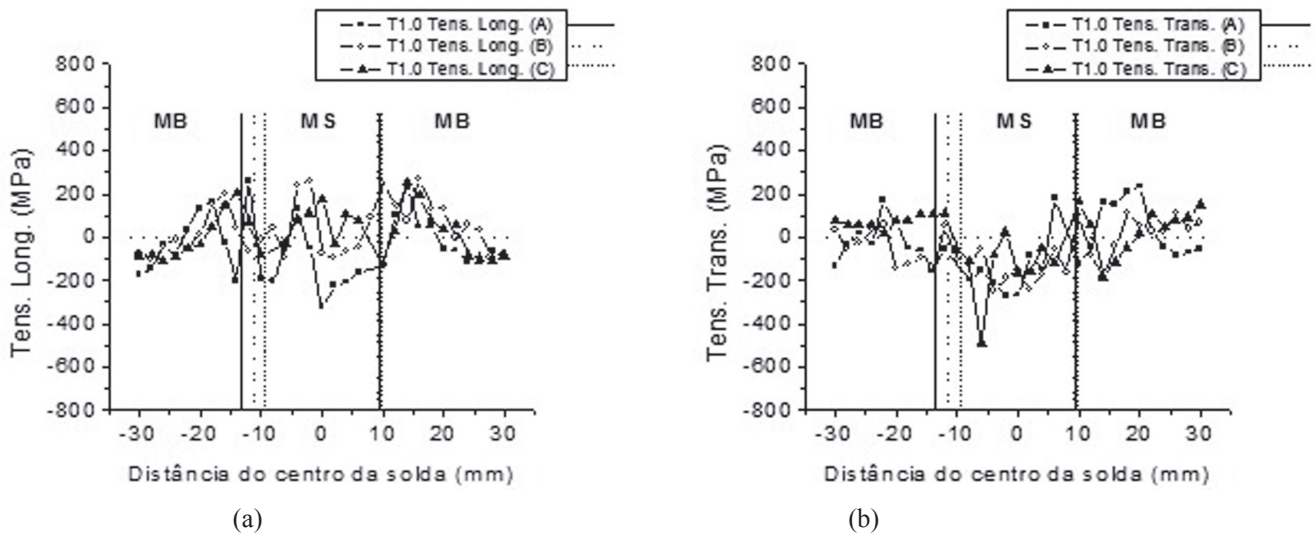 T1.0 Tens. Long. (A)
T1.0 Tens. Long. (B)
T1.0 Tens. Long. (C)
800
600
400
200
0
-200
-400
-600
-800
Tens. Long. (MPa)
MB
MS
MB
-30
-20
-10
0
10
20
30
Distância do centro da solda (mm)
(a)
T1.0 Tens. Trans. (A)
T1.0 Tens. Trans. (B)
T1.0 Tens. Trans. (C)
800
600
400
200
0
-200
-400
-600
-800
Tens. Trans. (MPa)
MB
MS
MB
-30
-20
-10
0
10
20
30
Distância do centro da solda (mm)
(b)